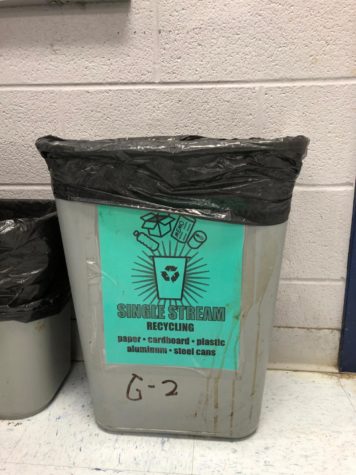 SINGLE STREAM
RECYCLING
paper • cardboard • plastic
aluminum • steel cans
G-2